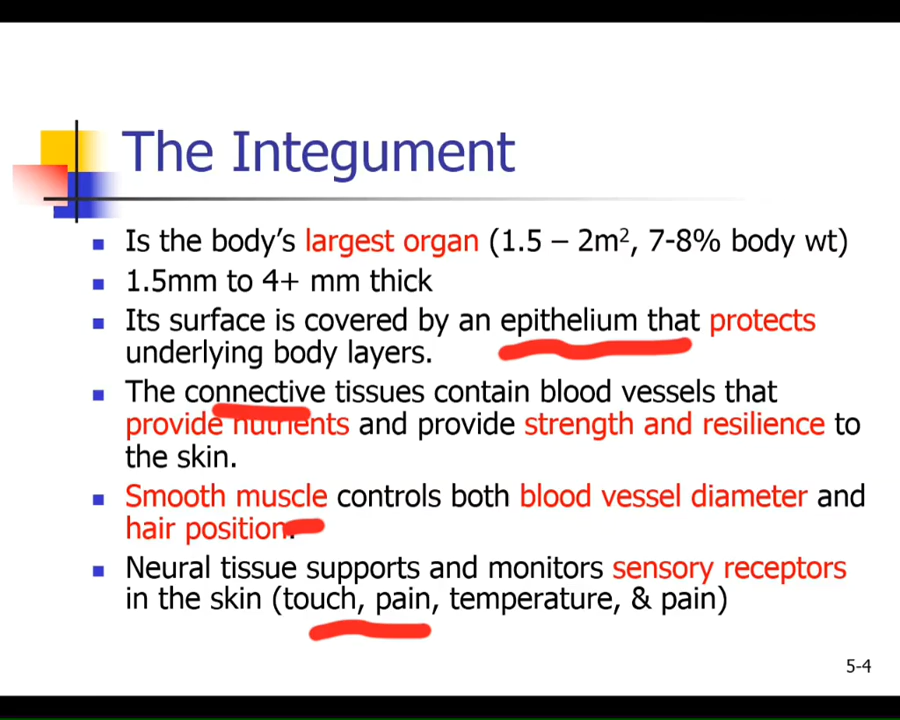 The Integument
Is the body's largest organ (1.5 – 2m², 7-8% body wt)
1.5mm to 4+ mm thick
Its surface is covered by an epithelium that protects
underlying body layers.
The connective tissues contain blood vessels that
provide nutrients and provide strength and resilience to
the skin.
Smooth muscle controls both blood vessel diameter and
hair position.
Neural tissue supports and monitors sensory receptors
in the skin (touch, pain, temperature, & pain)
5-4